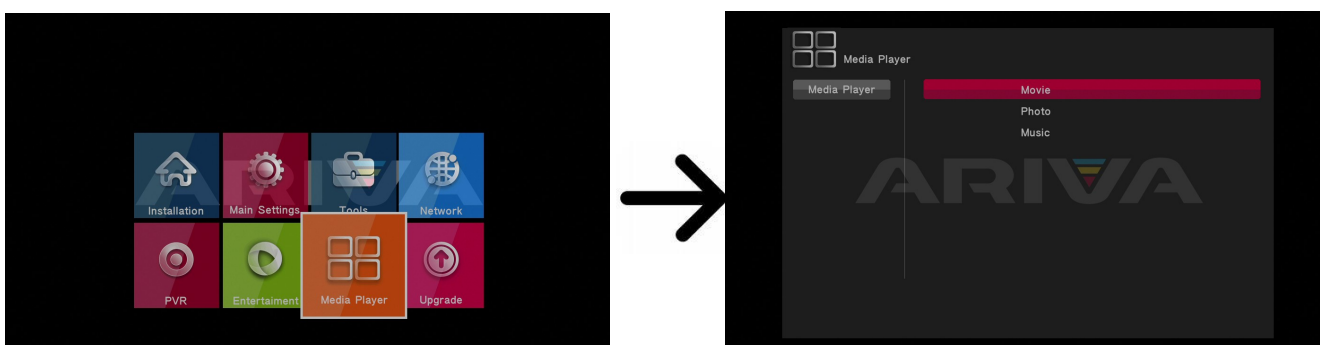 ARIVA
Installation
Main Settings
Tools
Network
PVR
Entertaiment
Media Player
Upgrade
Media Player
Media Player
Movie
Photo
Music
ARIVA